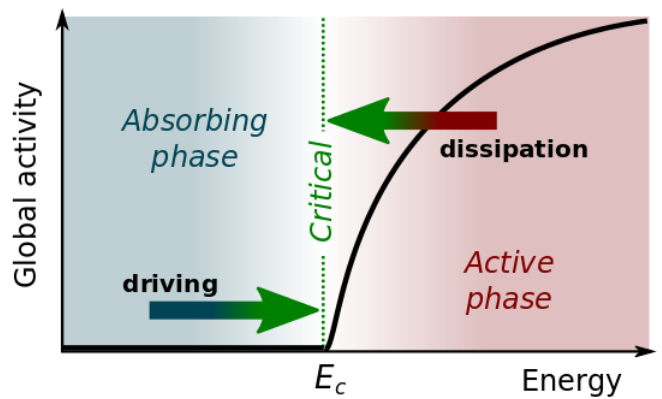 Global activity
Absorbing
phase
Critical
dissipation
driving
Active
phase
E_c
Energy